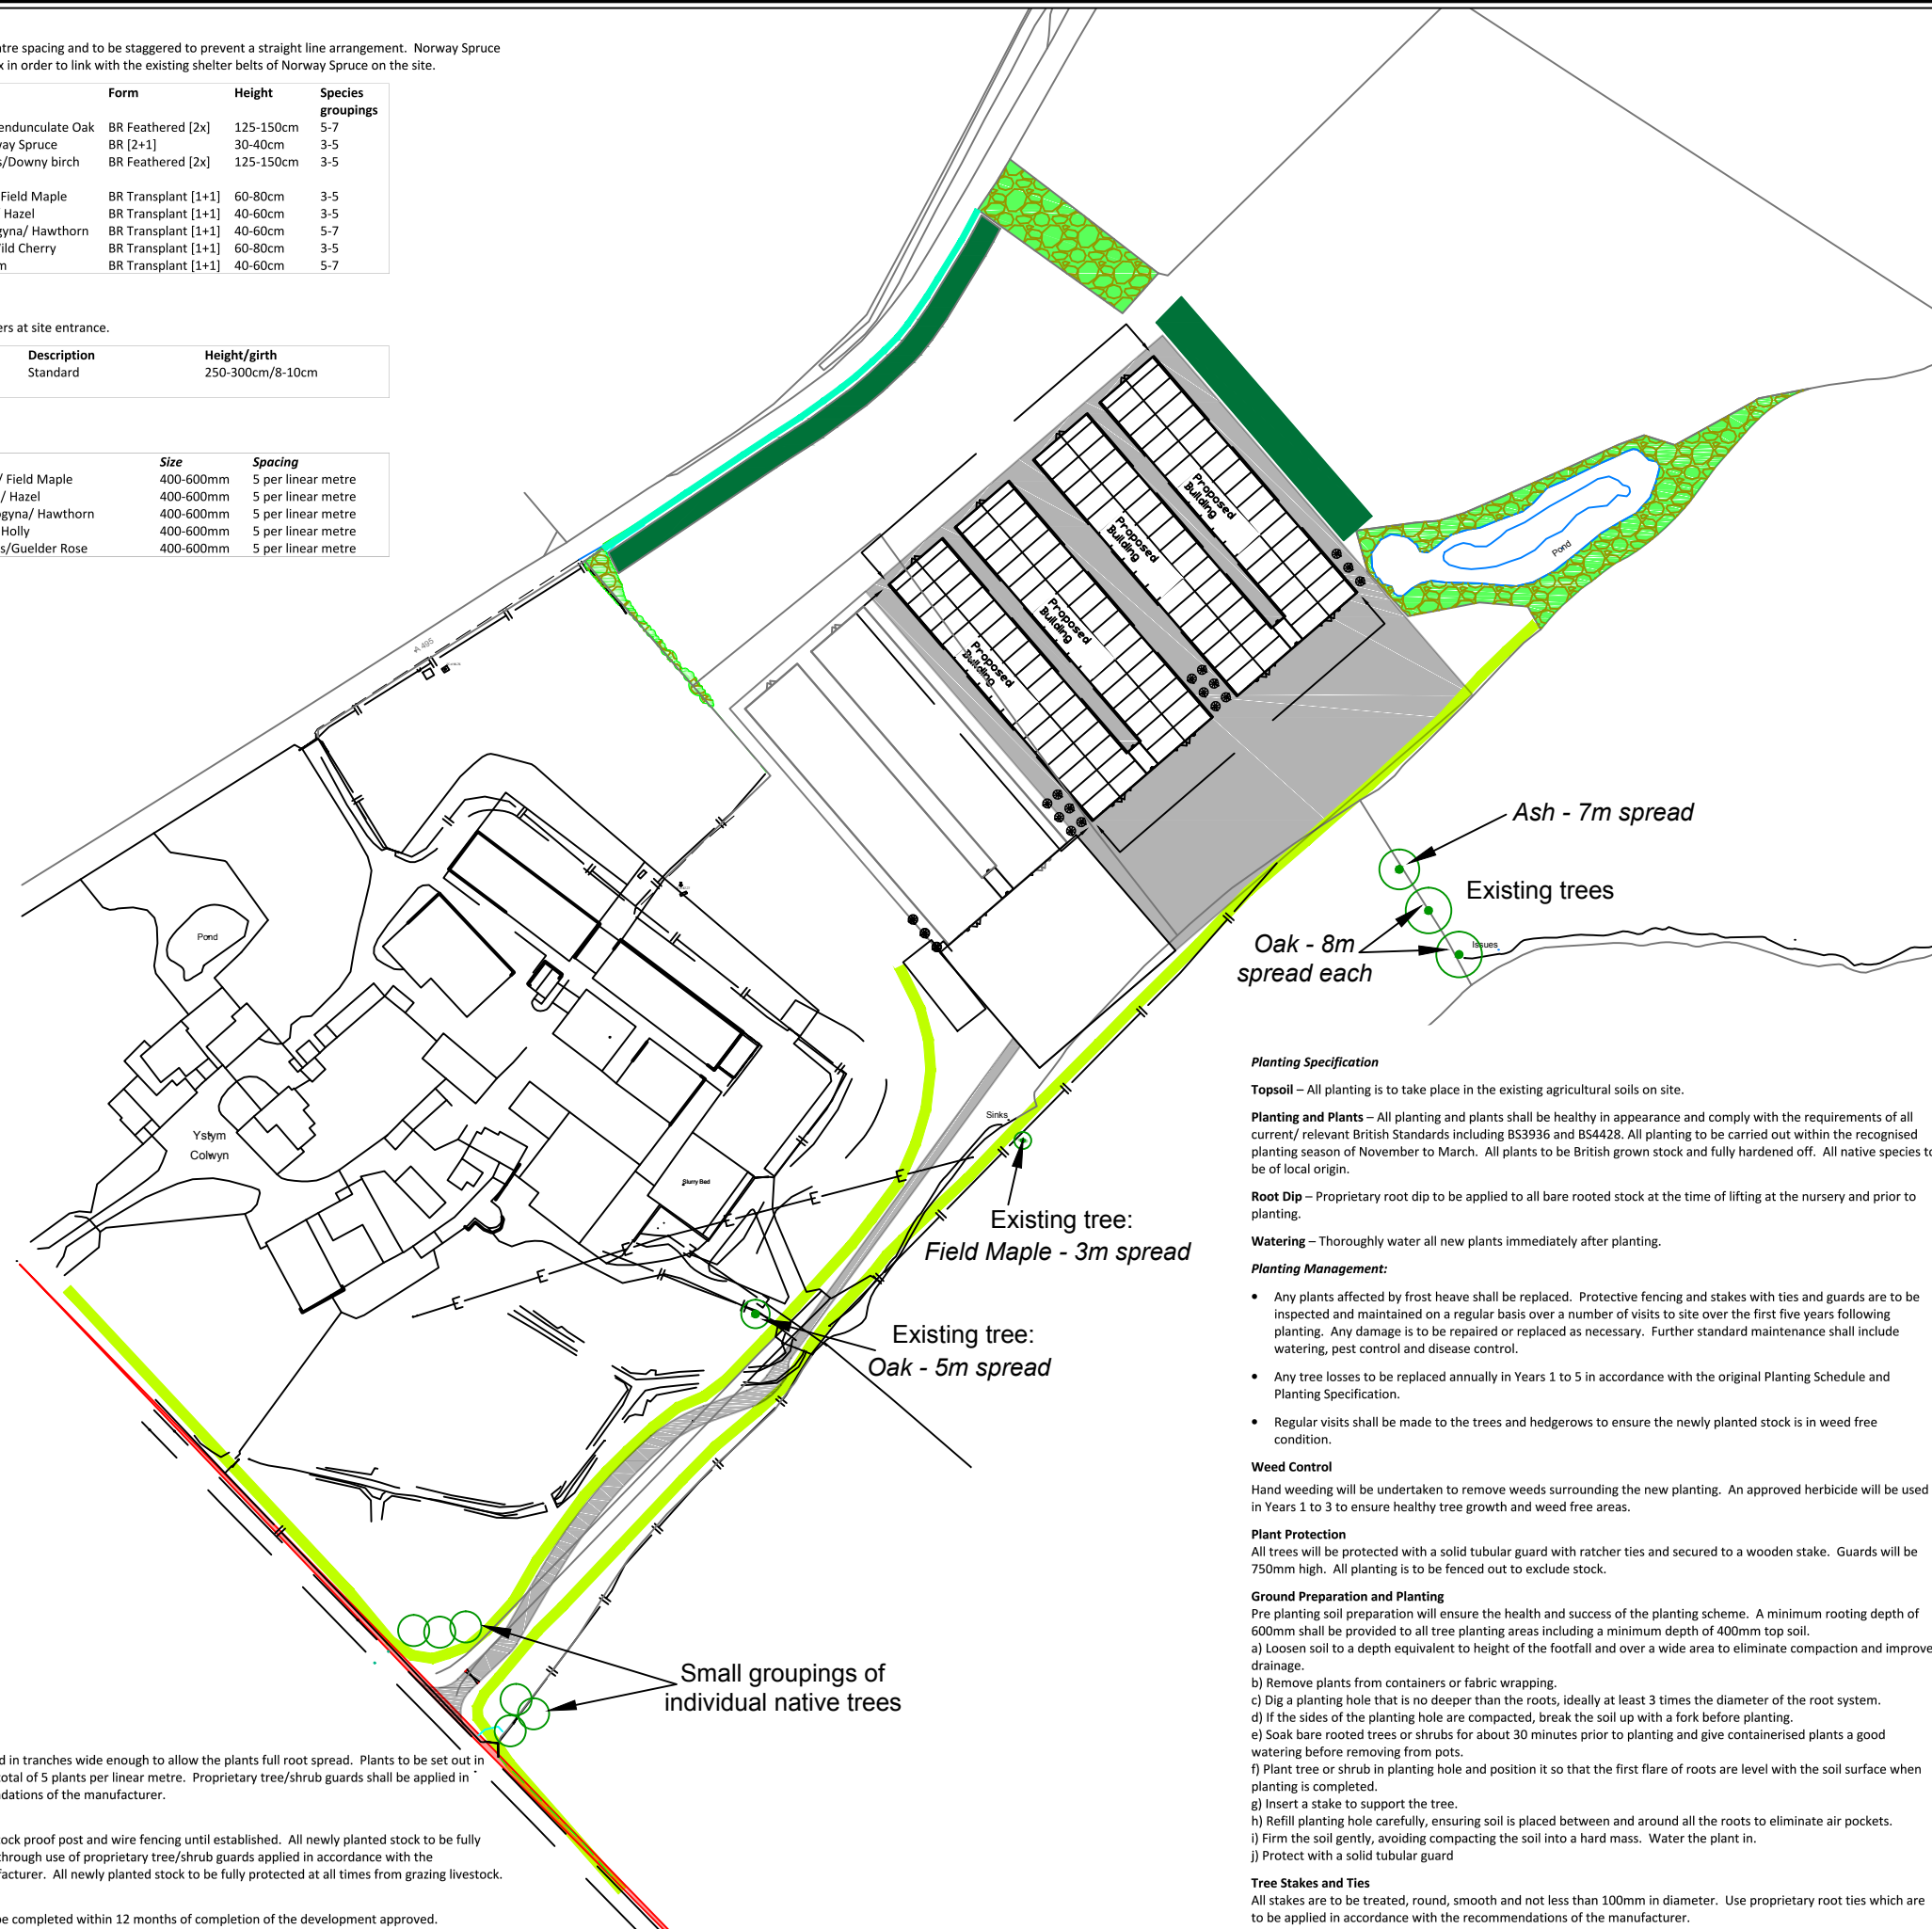 ntre spacing and to be staggered to prevent a straight line arrangement. Norway Spruce
x in order to link with the existing shelter belts of Norway Spruce on the site.
Form Height Species
groupings
endunculate Oak BR Feathered [2x] 125-150cm 5-7
way Spruce BR [2+1] 30-40cm 3-5
s/Downy birch BR Feathered [2x] 125-150cm 3-5
Field Maple BR Transplant [1+1] 60-80cm 3-5
/ Hazel BR Transplant [1+1] 40-60cm 3-5
gyna/ Hawthorn BR Transplant [1+1] 40-60cm 5-7
Wild Cherry BR Transplant [1+1] 60-80cm 3-5
m BR Transplant [1+1] 40-60cm 5-7
ers at site entrance.
Description Height/girth
Standard 250-300cm/8-10cm
Size Spacing
/ Field Maple 400-600mm 5 per linear metre
/ Hazel 400-600mm 5 per linear metre
ogyna/ Hawthorn 400-600mm 5 per linear metre
Holly 400-600mm 5 per linear metre
s/Guelder Rose 400-600mm 5 per linear metre
A 495
Proposed
Building
Proposed
Building
Proposed
Building
Proposed
Building
Pond
Ash - 7m spread
Existing trees
Oak - 8m
spread each
Issues
Pond
Ystym
Colwyn
Slurry Bed
Sinks
E
E
E
E
E
E
Existing tree:
Field Maple - 3m spread
Existing tree:
Oak - 5m spread
Small groupings of
individual native trees
d in tranches wide enough to allow the plants full root spread. Plants to be set out in
total of 5 plants per linear metre. Proprietary tree/shrub guards shall be applied in
dations of the manufacturer.
tock proof post and wire fencing until established. All newly planted stock to be fully
through use of proprietary tree/shrub guards applied in accordance with the
facturer. All newly planted stock to be fully protected at all times from grazing livestock.
be completed within 12 months of completion of the development approved.
Planting Specification
Topsoil – All planting is to take place in the existing agricultural soils on site.
Planting and Plants – All planting and plants shall be healthy in appearance and comply with the requirements of all
current/ relevant British Standards including BS3936 and BS4428. All planting to be carried out within the recognised
planting season of November to March. All plants to be British grown stock and fully hardened off. All native species to
be of local origin.
Root Dip – Proprietary root dip to be applied to all bare rooted stock at the time of lifting at the nursery and prior to
planting.
Watering – Thoroughly water all new plants immediately after planting.
Planting Management:
• Any plants affected by frost heave shall be replaced. Protective fencing and stakes with ties and guards are to be
inspected and maintained on a regular basis over a number of visits to site over the first five years following
planting. Any damage is to be repaired or replaced as necessary. Further standard maintenance shall include
watering, pest control and disease control.
• Any tree losses to be replaced annually in Years 1 to 5 in accordance with the original Planting Schedule and
Planting Specification.
• Regular visits shall be made to the trees and hedgerows to ensure the newly planted stock is in weed free
condition.
Weed Control
Hand weeding will be undertaken to remove weeds surrounding the new planting. An approved herbicide will be used
in Years 1 to 3 to ensure healthy tree growth and weed free areas.
Plant Protection
All trees will be protected with a solid tubular guard with ratcher ties and secured to a wooden stake. Guards will be
750mm high. All planting is to be fenced out to exclude stock.
Ground Preparation and Planting
Pre planting soil preparation will ensure the health and success of the planting scheme. A minimum rooting depth of
600mm shall be provided to all tree planting areas including a minimum depth of 400mm top soil.
a) Loosen soil to a depth equivalent to height of the footfall and over a wide area to eliminate compaction and improve
drainage.
b) Remove plants from containers or fabric wrapping.
c) Dig a planting hole that is no deeper than the roots, ideally at least 3 times the diameter of the root system.
d) If the sides of the planting hole are compacted, break the soil up with a fork before planting.
e) Soak bare rooted trees or shrubs for about 30 minutes prior to planting and give containerised plants a good
watering before removing from pots.
f) Plant tree or shrub in planting hole and position it so that the first flare of roots are level with the soil surface when
planting is completed.
g) Insert a stake to support the tree.
h) Refill planting hole carefully, ensuring soil is placed between and around all the roots to eliminate air pockets.
i) Firm the soil gently, avoiding compacting the soil into a hard mass. Water the plant in.
j) Protect with a solid tubular guard
Tree Stakes and Ties
All stakes are to be treated, round, smooth and not less than 100mm in diameter. Use proprietary root ties which are
to be applied in accordance with the recommendations of the manufacturer.